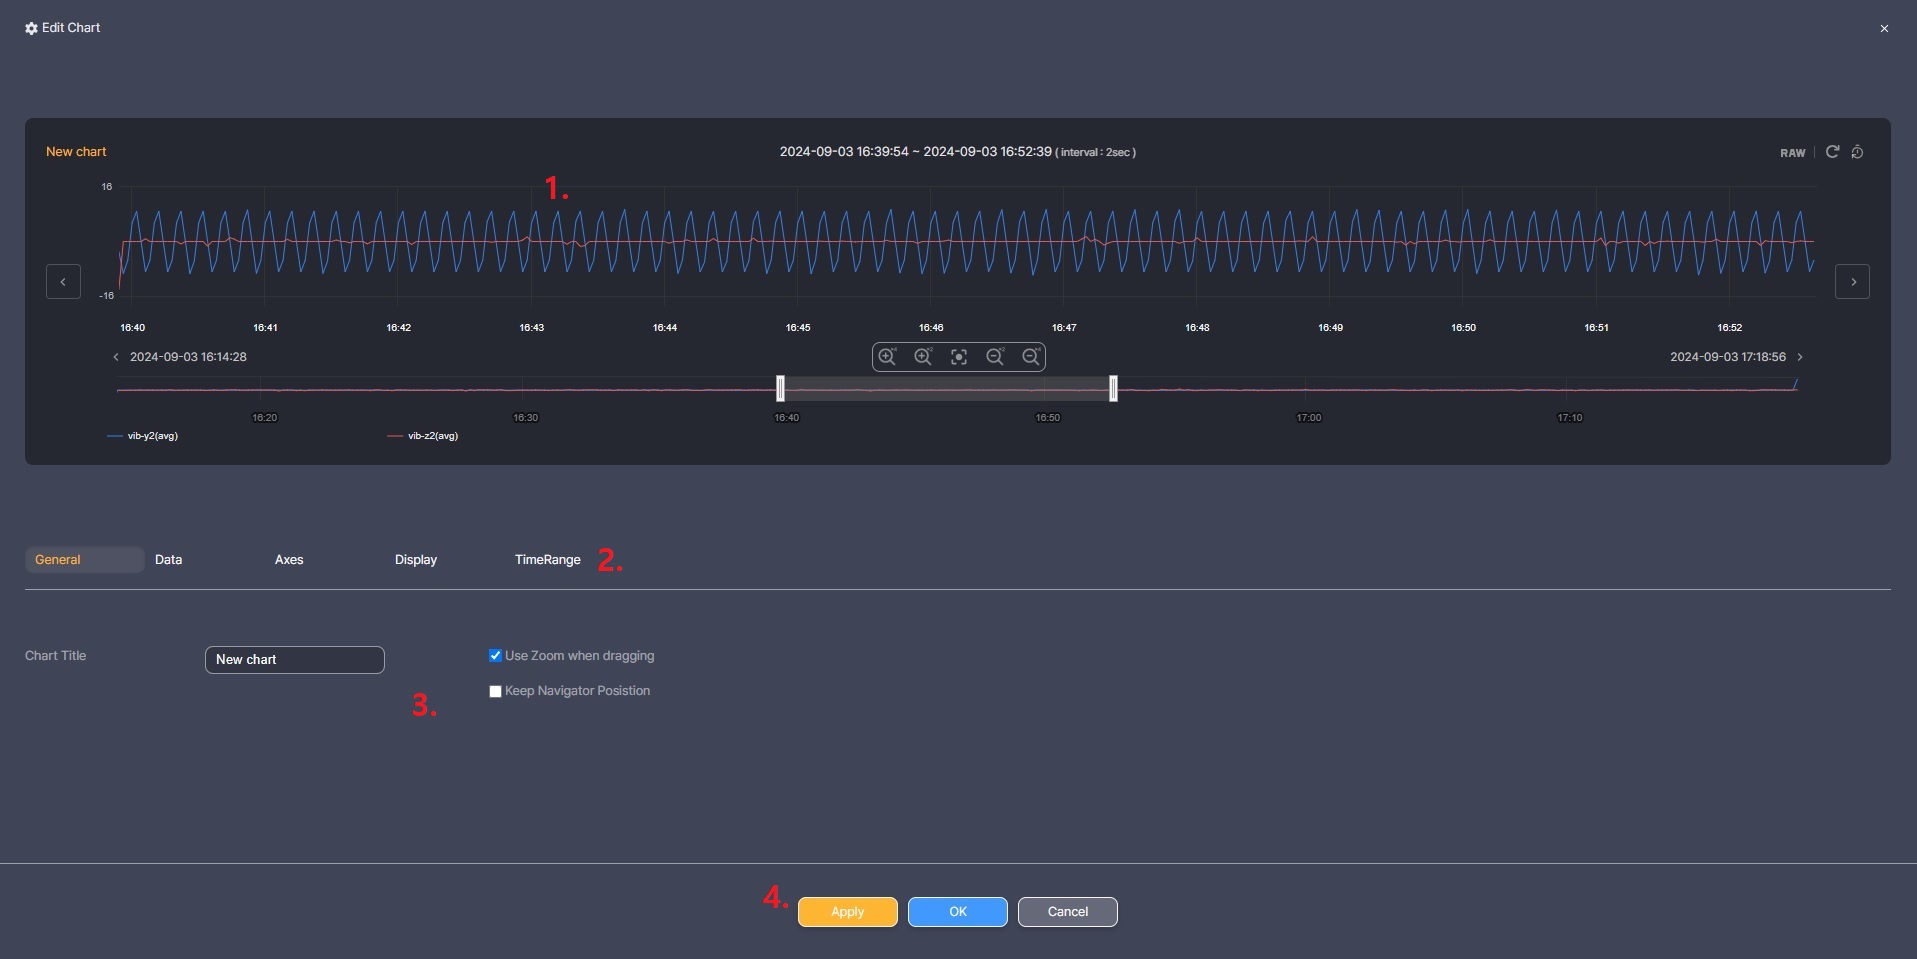 Edit Chart
×
New chart
2024-09-03 16:39:54 ~ 2024-09-03 16:52:39 ( interval : 2sec )
RAW
1.
16
-16
16:40 16:41 16:42 16:43 16:44 16:45 16:46 16:47 16:48 16:49 16:50 16:51 16:52
2024-09-03 16:14:28
2024-09-03 17:18:56
16:20 16:30 16:40 16:50 17:00 17:10
vib-y2(avg) vib-z2(avg)
General Data Axes Display TimeRange 2.
Chart Title New chart Use Zoom when dragging
Keep Navigator Posistion
3.
4.
Apply OK Cancel